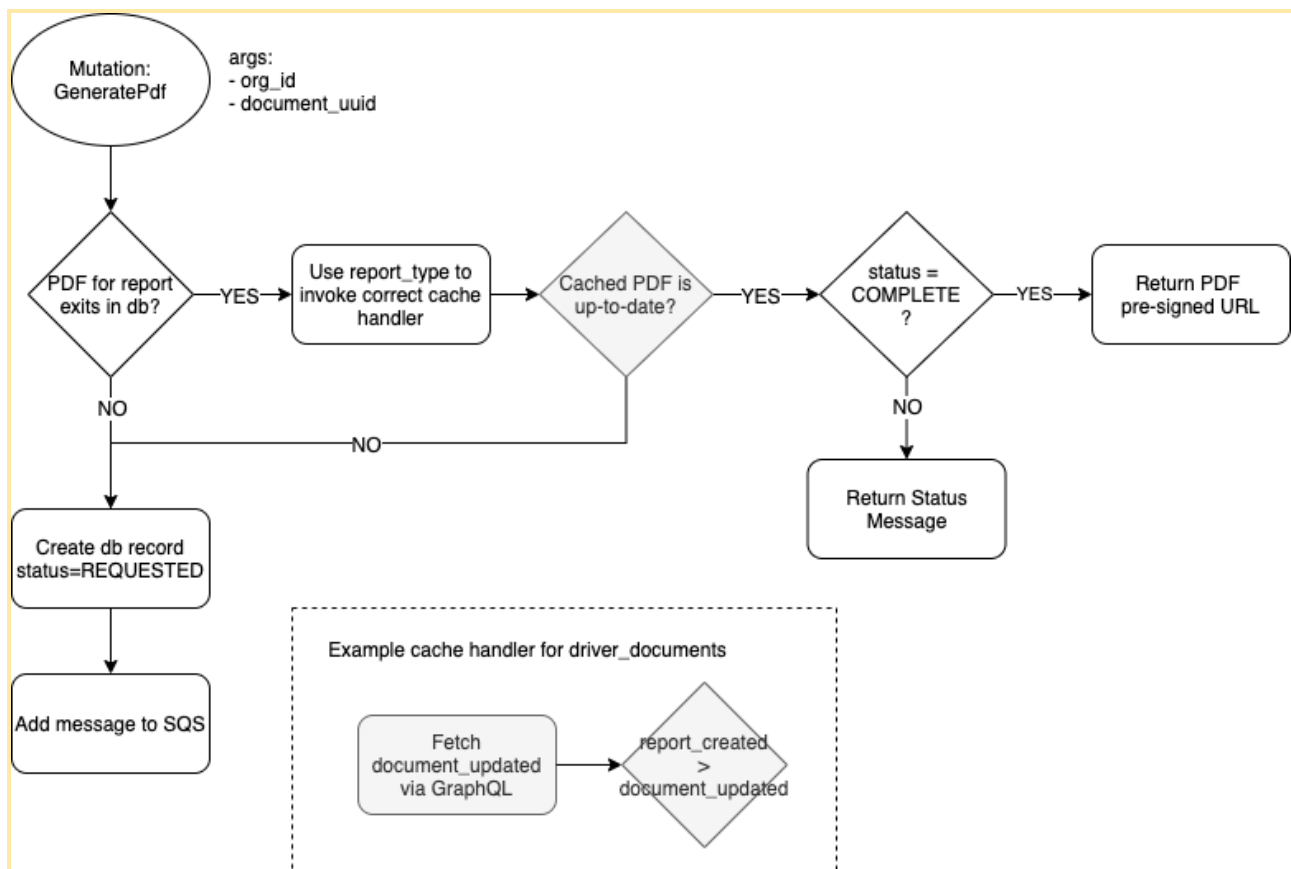 Mutation:
GeneratePdf
args:
- org_id
- document_uuid
PDF for report
exits in db?
YES
Use report_type to
invoke correct cache
handler
Cached PDF is
up-to-date?
YES
status =
COMPLETE
?
YES
Return PDF
pre-signed URL
NO
NO
NO
Return Status
Message
Create db record
status=REQUESTED
Add message to SQS
Example cache handler for driver_documents
Fetch
document_updated
via GraphQL
report_created
>
document_updated